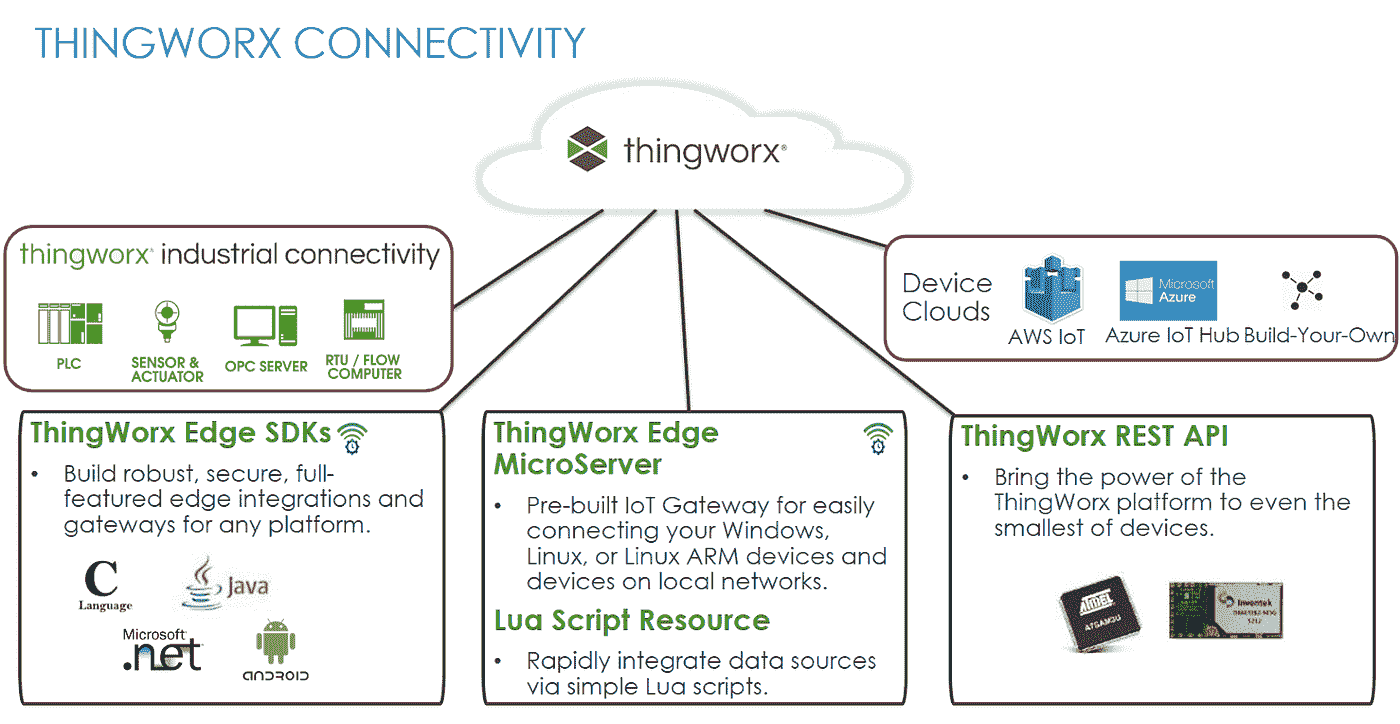 THINGWORX CONNECTIVITY
thingworx®
thingworx® industrial connectivity
PLC
SENSOR &
ACTUATOR
OPC SERVER
RTU / FLOW
COMPUTER
Device
Clouds
AWS IoT
Microsoft
Azure
Azure IoT Hub
Build-Your-Own
ThingWorx Edge SDKs
• Build robust, secure, full-
featured edge integrations and
gateways for any platform.
C
Language
Java
Microsoft
.net
ANDROID
ThingWorx Edge
MicroServer
• Pre-built IoT Gateway for easily
connecting your Windows,
Linux, or Linux ARM devices and
devices on local networks.
Lua Script Resource
• Rapidly integrate data sources
via simple Lua scripts.
ThingWorx REST API
• Bring the power of the
ThingWorx platform to even the
smallest of devices.
ATMEL
Inventek